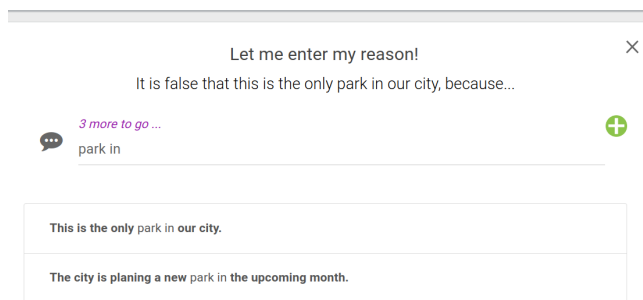 Let me enter my reason!
It is false that this is the only park in our city, because...
3 more to go ...
park in
This is the only park in our city.
The city is planing a new park in the upcoming month.